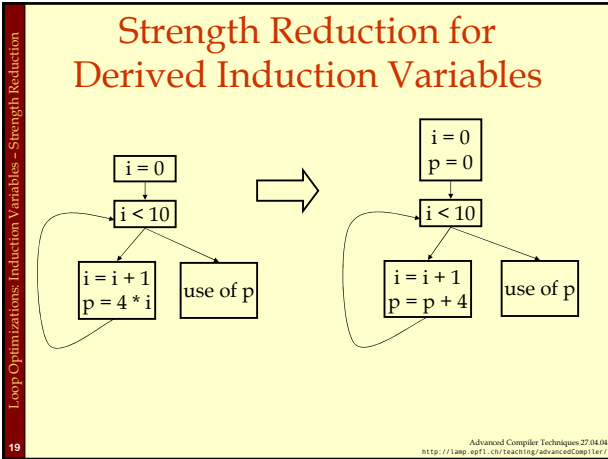 Loop Optimizations: Induction Variables – Strength Reduction
Strength Reduction for
Derived Induction Variables
i = 0
i < 10
i = i + 1
p = 4 * i
use of p
i = 0
p = 0
i < 10
i = i + 1
p = p + 4
use of p
19
Advanced Compiler Techniques 27.04.04
http://lamp.epfl.ch/teaching/advancedCompiler/